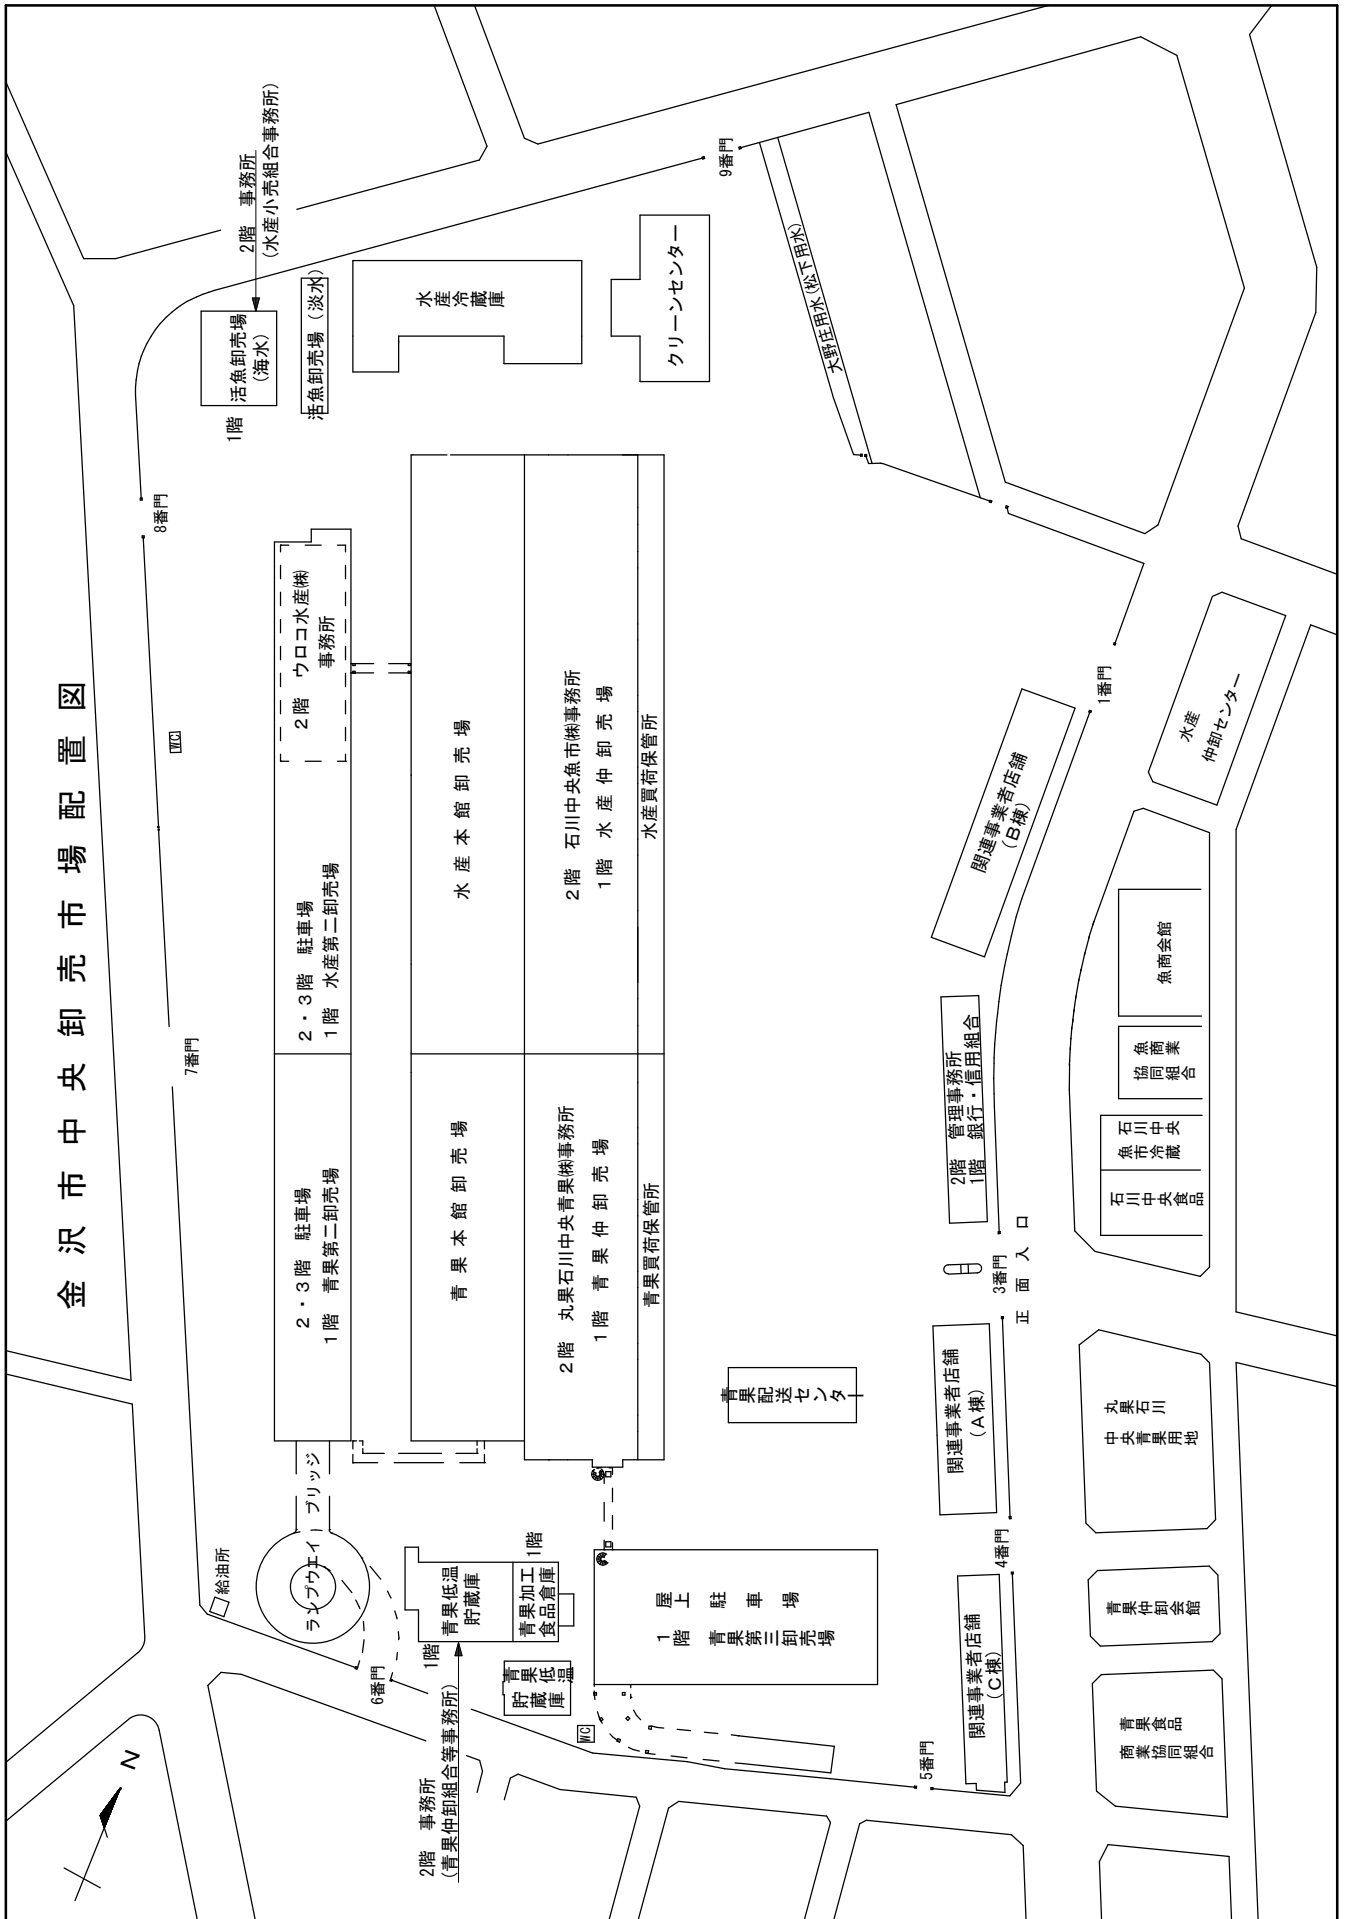 金沢市中央卸売市場配置図
2階 事務所
(水産小売組合事務所)
1階
活魚卸売場
(海水)
活魚卸売場（淡水）
水産冷蔵庫
クリーンセンター
9番門
大野庄用水(松下用水)
8番門
WC
7番門
2階 ウロコ水産㈱
事務所
2・3階 駐車場
1階 水産第二卸売場
水産本館卸売場
2階 石川中央魚市㈱事務所
1階 水産仲卸売場
水産買荷保管所
2・3階 駐車場
1階 青果第二卸売場
青果本館卸売場
2階 丸果石川中央青果㈱事務所
1階 青果仲卸売場
青果買荷保管所
青果配送センター
1番門
関連事業者店舗
（B棟）
水産
仲卸センター
魚商会館
魚商業
協同組合
石川中央
魚市冷蔵
石川中央食品
2階 管理事務所
1階 銀行・信用組合
3番門
正面入口
関連事業者店舗
（A棟）
丸果石川
中央青果用地
4番門
関連事業者店舗
（C棟）
青果仲卸会館
青果食品
商業協同組合
5番門
給油所
ランプウエイ
ブリッジ
6番門
1階
青果低温
貯蔵庫
1階
青果加工
食品倉庫
2階 事務所
(青果仲卸組合等事務所)
青果低温
貯蔵庫
WC
屋上駐車場
1階 青果第三卸売場
N